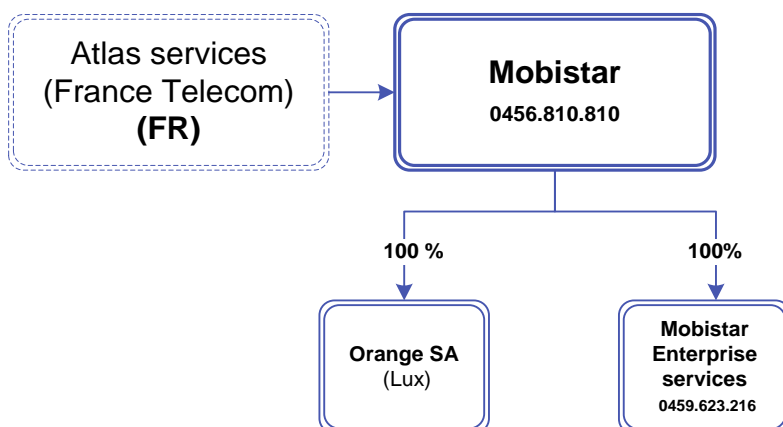 Atlas services
(France Telecom)
(FR)
Mobistar
0456.810.810
100 %
100%
Orange SA
(Lux)
Mobistar
Enterprise
services
0459.623.216